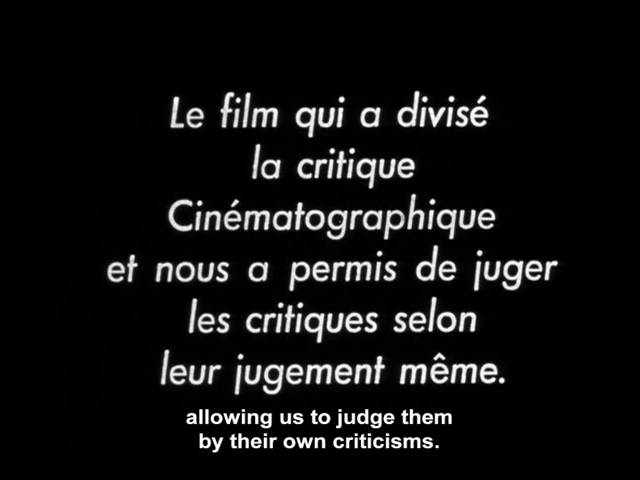 Le film qui a divisé
la critique
Cinématographique
et nous a permis de juger
les critiques selon
leur jugement même.
allowing us to judge them
by their own criticisms.